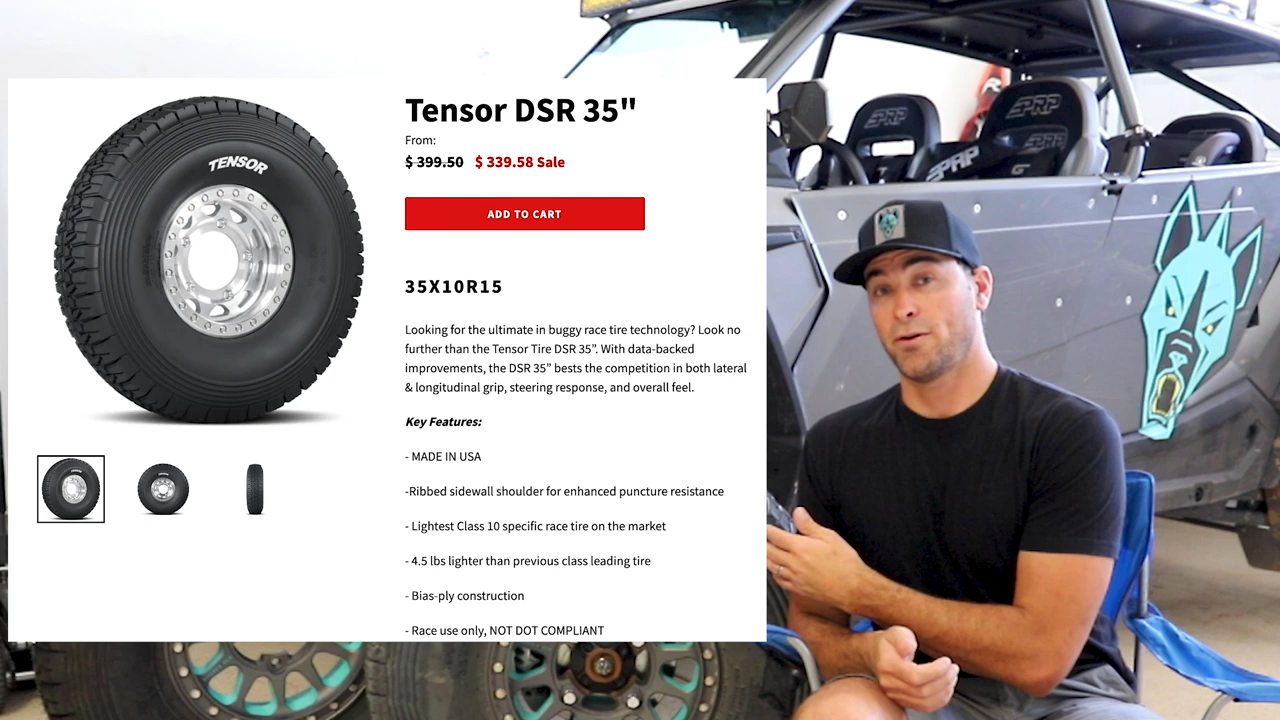 Tensor DSR 35"
From:
$ 399.50 $ 339.58 Sale
ADD TO CART
35X10R15
Looking for the ultimate in buggy race tire technology? Look no
further than the Tensor Tire DSR 35”. With data-backed
improvements, the DSR 35” bests the competition in both lateral
& longitudinal grip, steering response, and overall feel.
Key Features:
- MADE IN USA
-Ribbed sidewall shoulder for enhanced puncture resistance
- Lightest Class 10 specific race tire on the market
- 4.5 lbs lighter than previous class leading tire
- Bias-ply construction
- Race use only, NOT DOT COMPLIANT
TENSOR
PRP
PRP
PRP
PRP
G